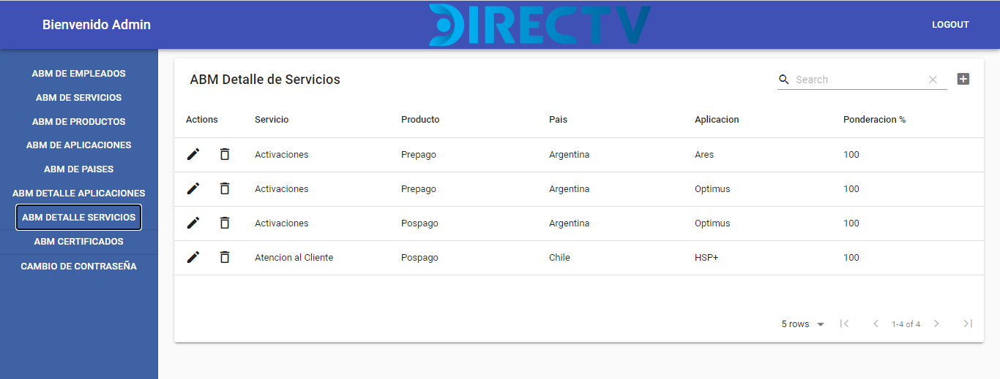 Bienvenido Admin
DIRECTV
LOGOUT
ABM DE EMPLEADOS
ABM DE SERVICIOS
ABM DE PRODUCTOS
ABM DE APLICACIONES
ABM DE PAISES
ABM DETALLE APLICACIONES
ABM DETALLE SERVICIOS
ABM CERTIFICADOS
CAMBIO DE CONTRASEÑA
ABM Detalle de Servicios
Search
Actions Servicio Producto Pais Aplicacion Ponderacion %
Activaciones Prepago Argentina Ares 100
Activaciones Prepago Argentina Optimus 100
Activaciones Pospago Argentina Optimus 100
Atencion al Cliente Pospago Chile HSP+ 100
5 rows 1-4 of 4